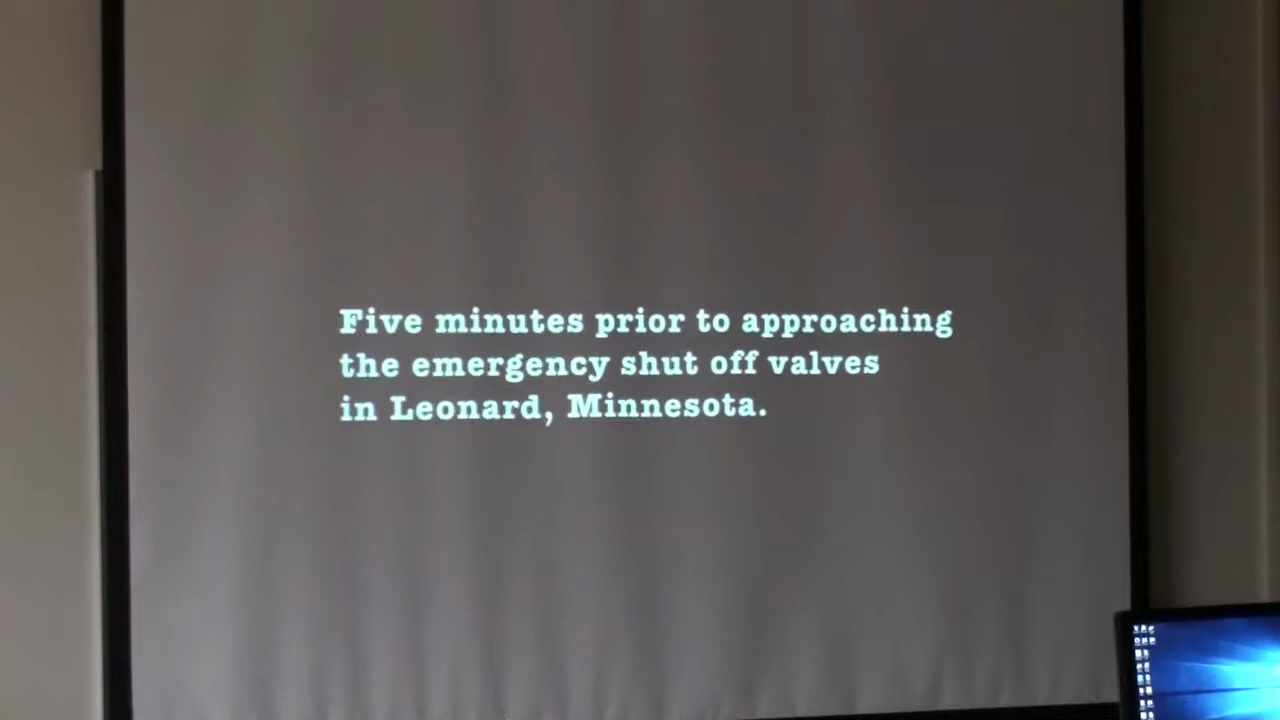 Five minutes prior to approaching
the emergency shut off valves
in Leonard, Minnesota.